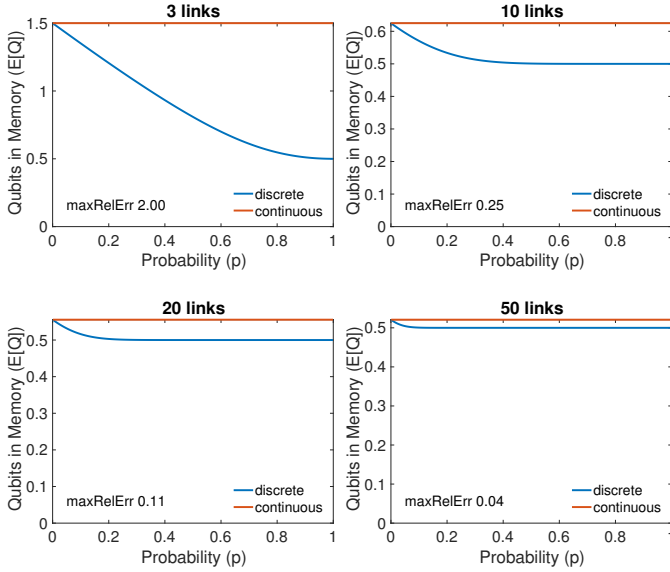 3 links
Qubits in Memory (E[Q])
1.5
1
0.5
0
maxRelErr 2.00
discrete
continuous
0 0.2 0.4 0.6 0.8 1
Probability (p)
10 links
Qubits in Memory (E[Q])
0.6
0.5
0.4
0.3
0.2
0.1
0
maxRelErr 0.25
discrete
continuous
0 0.2 0.4 0.6 0.8
Probability (p)
20 links
Qubits in Memory (E[Q])
0.5
0.4
0.3
0.2
0.1
0
maxRelErr 0.11
discrete
continuous
0 0.2 0.4 0.6 0.8 1
Probability (p)
50 links
Qubits in Memory (E[Q])
0.5
0.4
0.3
0.2
0.1
0
maxRelErr 0.04
discrete
continuous
0 0.2 0.4 0.6 0.8
Probability (p)